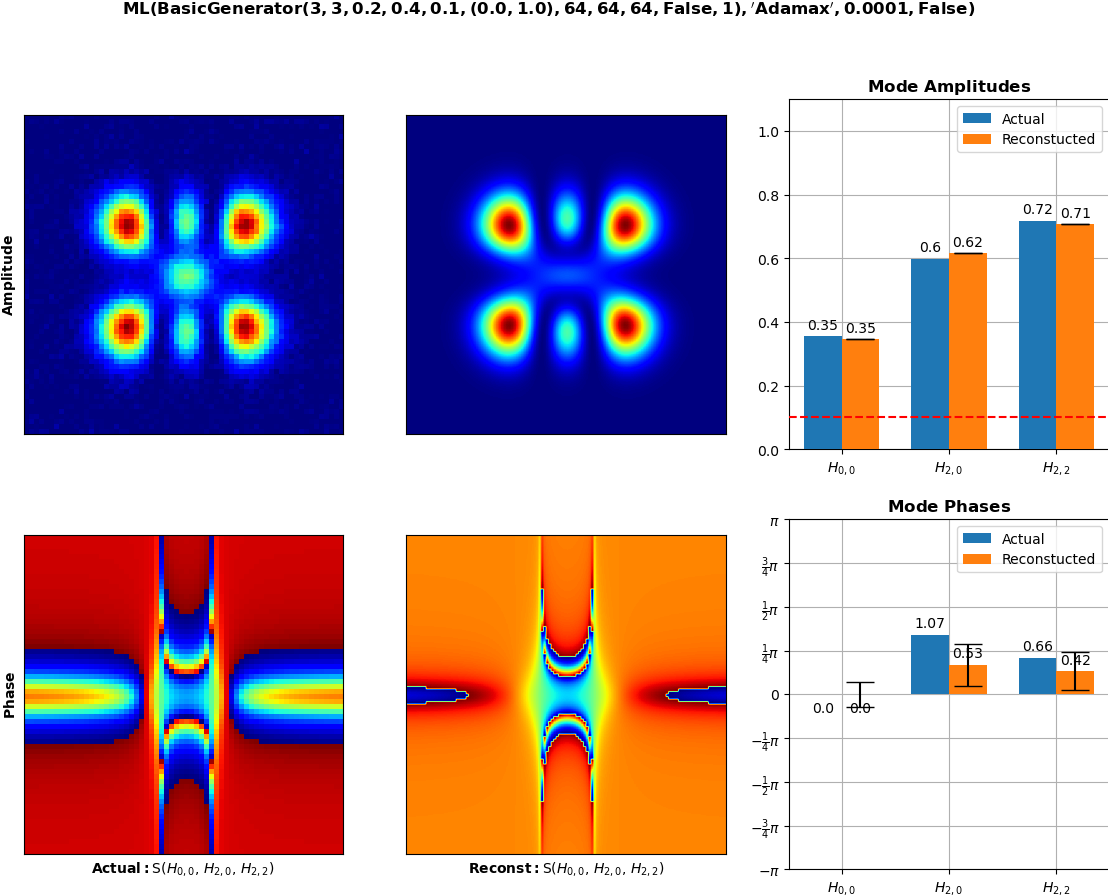 ML(BasicGenerator(3, 3, 0.2, 0.4, 0.1, (0.0, 1.0), 64, 64, 64, False, 1), ′Adamax′, 0.0001, False)
Amplitude
Mode Amplitudes
Actual
Reconstucted
1.0
0.8
0.6
0.4
0.2
0.0
0.35
0.35
0.6
0.62
0.72
0.71
H0,0
H2,0
H2,2
Phase
Actual: S(H0,0, H2,0, H2,2)
Reconst: S(H0,0, H2,0, H2,2)
Mode Phases
Actual
Reconstucted
π
3/4π
1/2π
1/4π
0
−1/4π
−1/2π
−3/4π
−π
0.0
0.0
1.07
0.53
0.66
0.42
H0,0
H2,0
H2,2